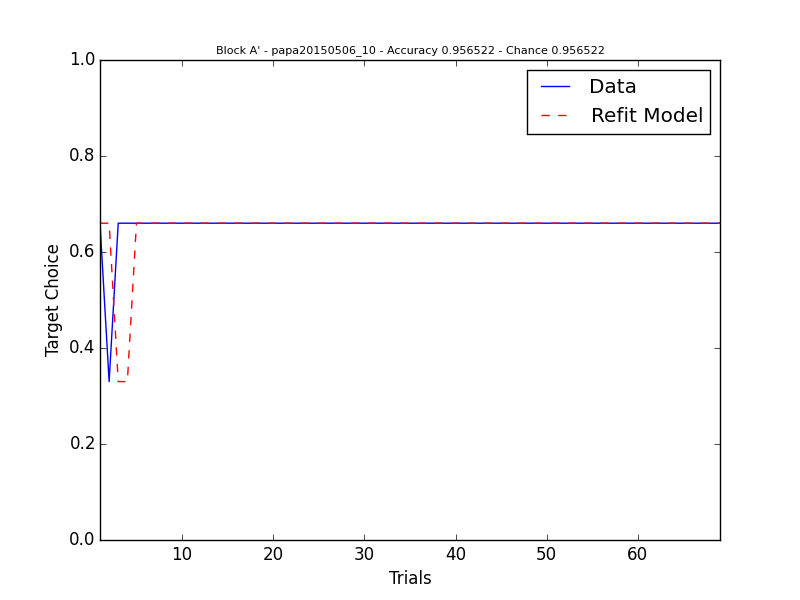 Block A' - papa20150506_10 - Accuracy 0.956522 - Chance 0.956522
1.0
0.8
0.6
0.4
0.2
0.0
Target Choice
Data
Refit Model
10 20 30 40 50 60
Trials